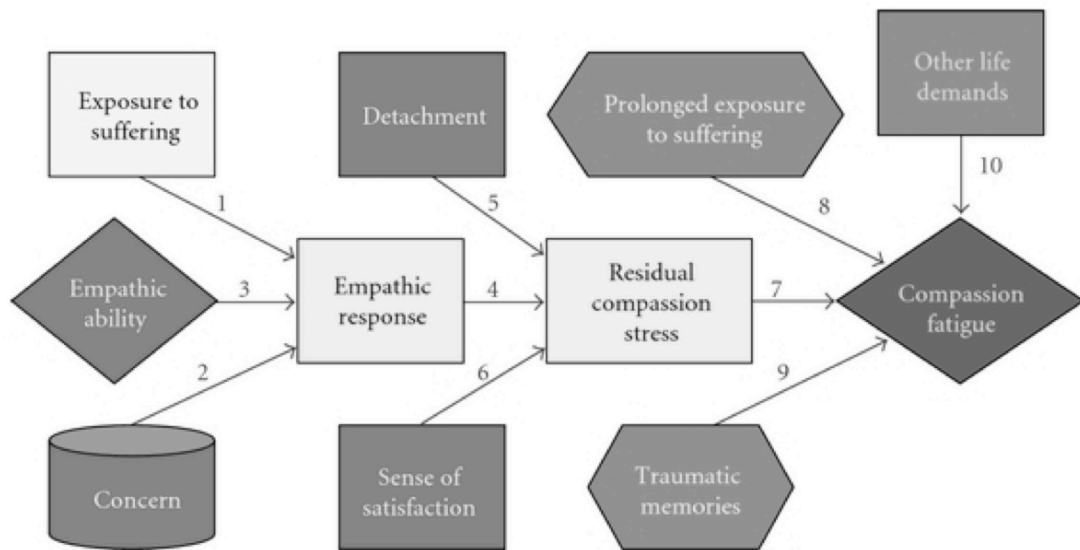 Exposure to
suffering
Detachment
Prolonged exposure
to suffering
Other life
demands
1
5
8
10
Empathic
ability
3
Empathic
response
4
Residual
compassion
stress
7
Compassion
fatigue
2
6
9
Concern
Sense of
satisfaction
Traumatic
memories